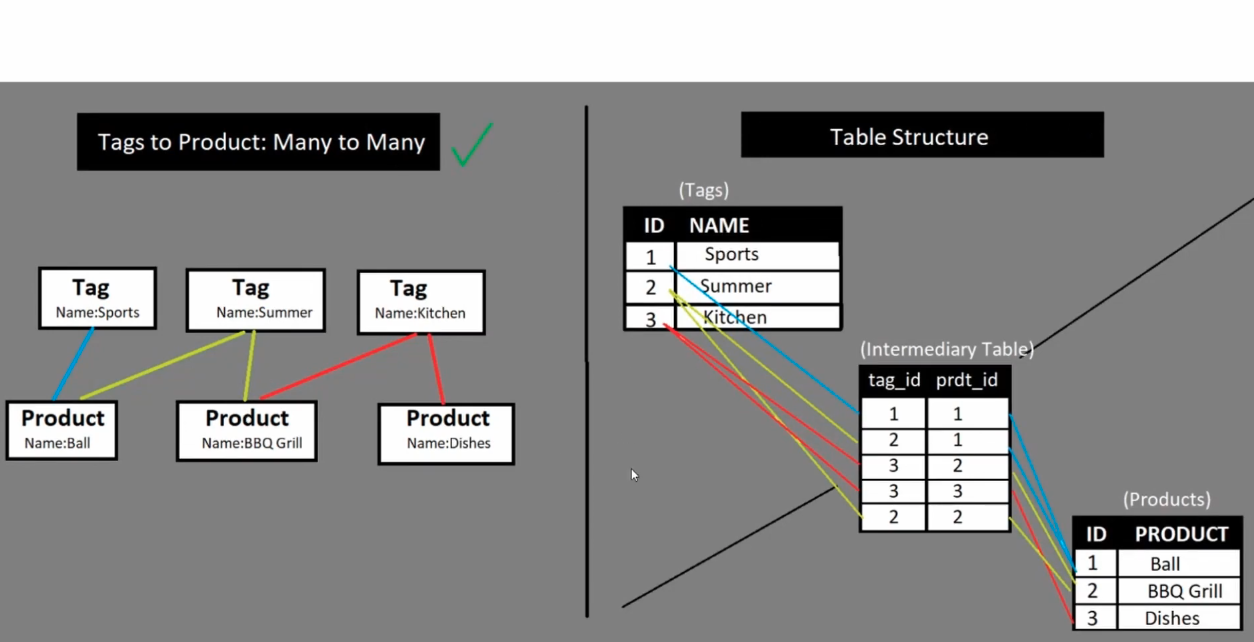 Tags to Product: Many to Many
Tag
Name:Sports
Tag
Name:Summer
Tag
Name:Kitchen
Product
Name:Ball
Product
Name:BBQ Grill
Product
Name:Dishes
Table Structure
(Tags)
ID NAME
1 Sports
2 Summer
3 Kitchen
(Intermediary Table)
tag_id prdt_id
1 1
2 1
3 2
3 3
2 2
(Products)
ID PRODUCT
1 Ball
2 BBQ Grill
3 Dishes